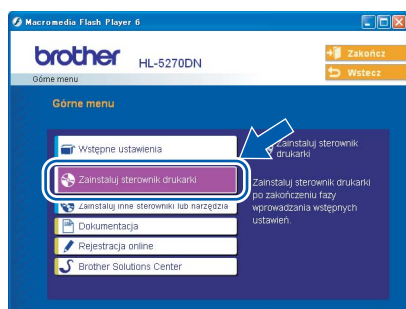 Macromedia Flash Player 6
brother HL-5270DN
Zakończ
Wstecz
Górne menu
Górne menu
Wstępne ustawienia
Zainstaluj sterownik drukarki
Zainstaluj inne sterowniki lub narzędzia
Dokumentacja
Rejestracja online
Brother Solutions Center
Zainstaluj sterownik
drukarki
Zainstaluj sterownik drukarki
po zakończeniu fazy
wprowadzania wstępnych
ustawień.